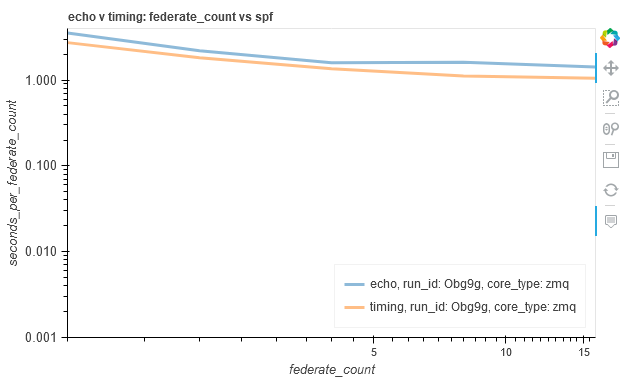 echo v timing: federate_count vs spf
seconds_per_federate_count
1.000
0.100
0.010
0.001
echo, run_id: Obg9g, core_type: zmq
timing, run_id: Obg9g, core_type: zmq
5
10
15
federate_count